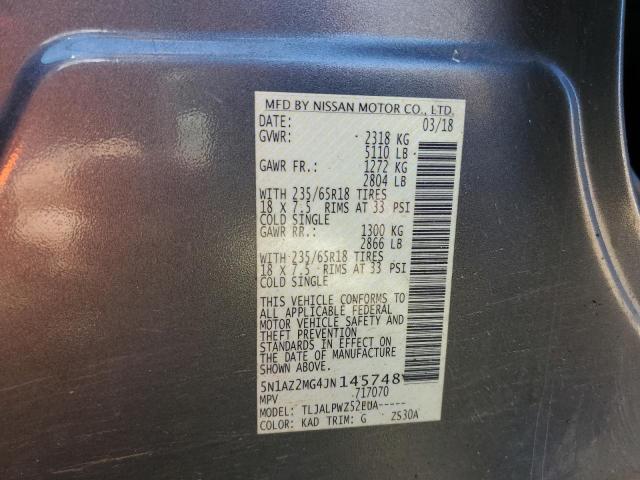 MFD BY NISSAN MOTOR CO., LTD.
DATE: 03/18
GVWR: 2318 KG
5110 LB
GAWR FR.: 1272 KG
2804 LB
WITH 235/65R18 TIRES
18 X 7.5 RIMS AT 33 PSI
COLD SINGLE
GAWR RR.: 1300 KG
2866 LB
WITH 235/65R18 TIRES
18 X 7.5 RIMS AT 33 PSI
COLD SINGLE
THIS VEHICLE CONFORMS TO
ALL APPLICABLE FEDERAL
MOTOR VEHICLE SAFETY AND
THEFT PREVENTION
STANDARDS IN EFFECT ON
THE DATE OF MANUFACTURE
SHOWN ABOVE.
5N1AZ2MG4JN145748
MPV 717070
MODEL: TLJALPWZ52EUA-----
COLOR: KAD TRIM: G ZS30A